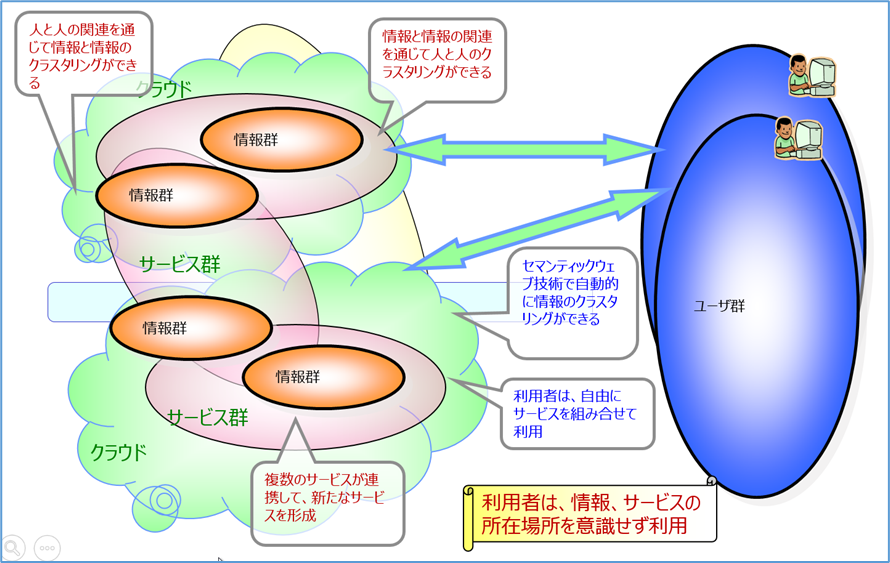 人と人の関連を通
じて情報と情報の
クラスタリングができ
る
情報と情報の関連
を通じて人と人のク
ラスタリングができる
クラウド
情報群
情報群
サービス群
セマンティックウェ
ブ技術で自動的
に情報のクラスタ
リングができる
ユーザ群
情報群
情報群
利用者は、自由に
サービスを組み合せて
利用
サービス群
クラウド
複数のサービスが連
携して、新たなサービ
スを形成
利用者は、情報、サービスの
所在場所を意識せず利用